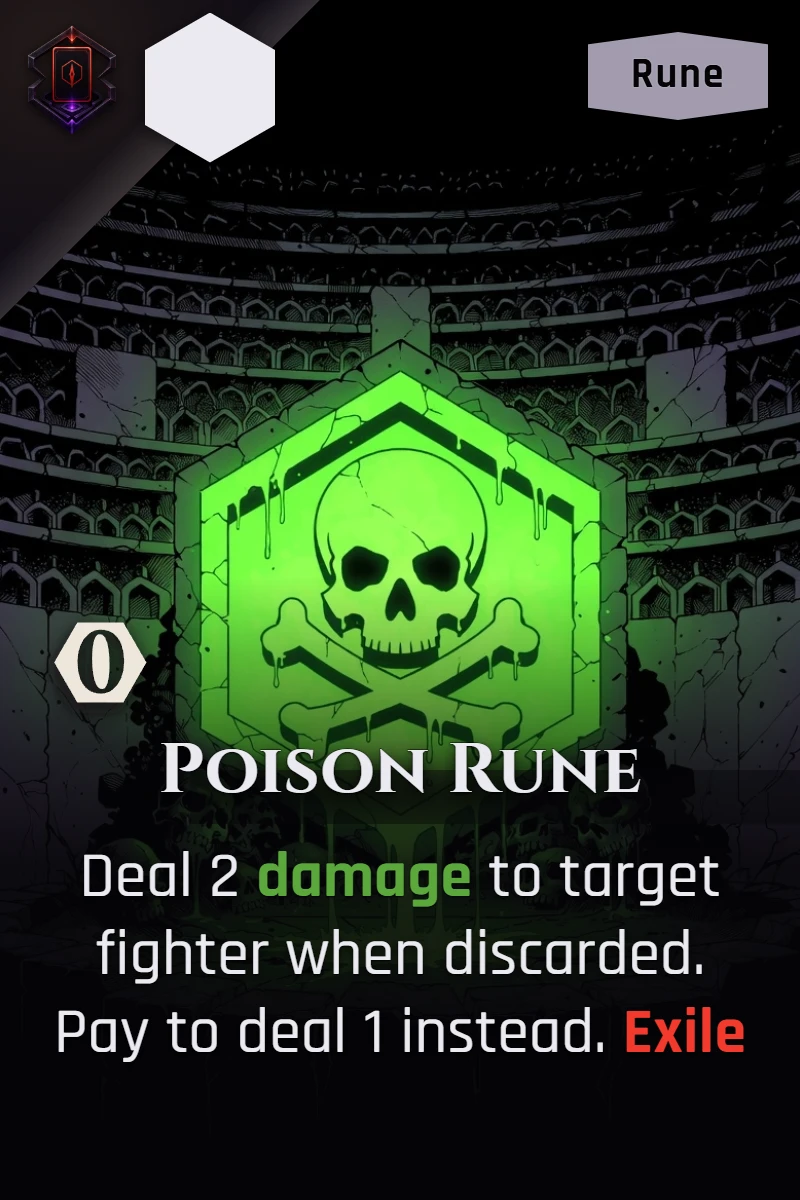 Rune
0
Poison Rune
Deal 2 damage to target
fighter when discarded.
Pay to deal 1 instead. Exile